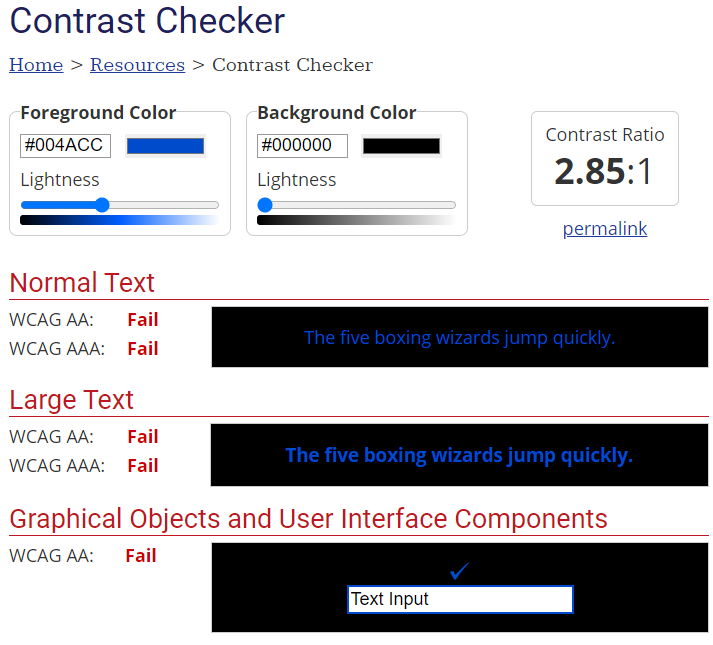 Contrast Checker
Home > Resources > Contrast Checker
Foreground Color
#004ACC
Lightness
Background Color
#000000
Lightness
Contrast Ratio
2.85:1
permalink
Normal Text
WCAG AA: Fail
WCAG AAA: Fail
The five boxing wizards jump quickly.
Large Text
WCAG AA: Fail
WCAG AAA: Fail
The five boxing wizards jump quickly.
Graphical Objects and User Interface Components
WCAG AA: Fail
Text Input